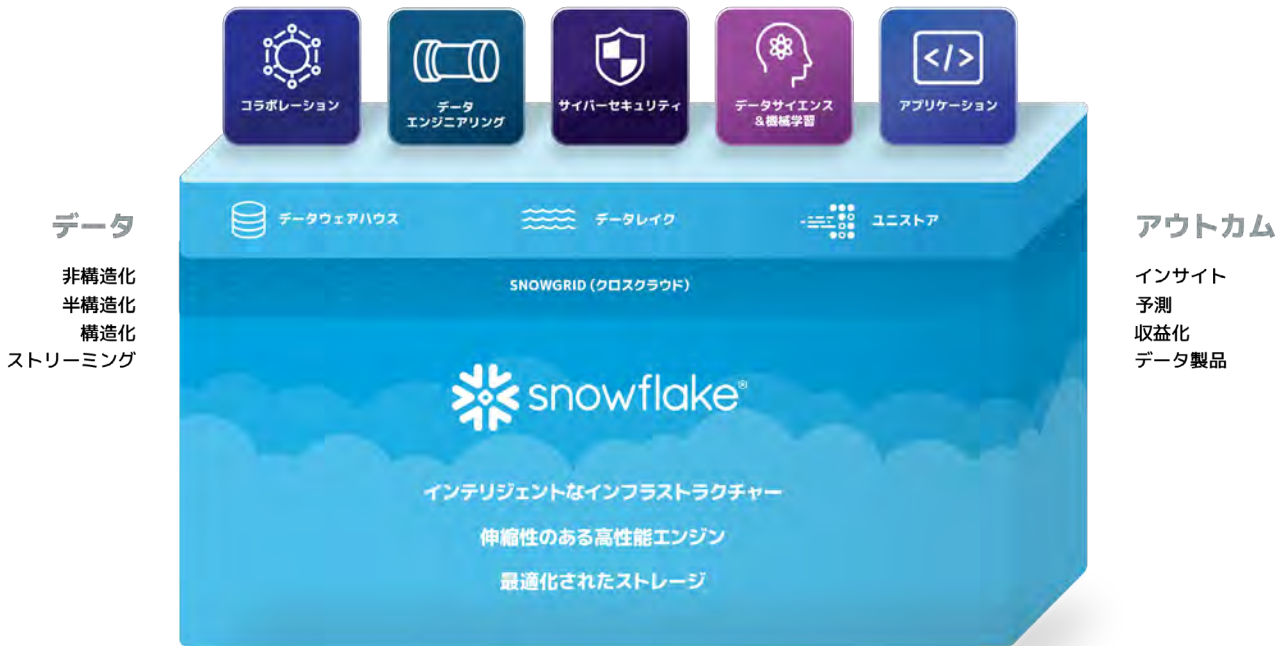 コラボレーション
データ
エンジニアリング
サイバーセキュリティ
データサイエンス
&機械学習
</>
アプリケーション
データウェアハウス
データレイク
ユニストア
データ
非構造化
半構造化
構造化
ストリーミング
SNOWGRID(クロスクラウド)
snowflake®
インテリジェントなインフラストラクチャー
伸縮性のある高性能エンジン
最適化されたストレージ
アウトカム
インサイト
予測
収益化
データ製品